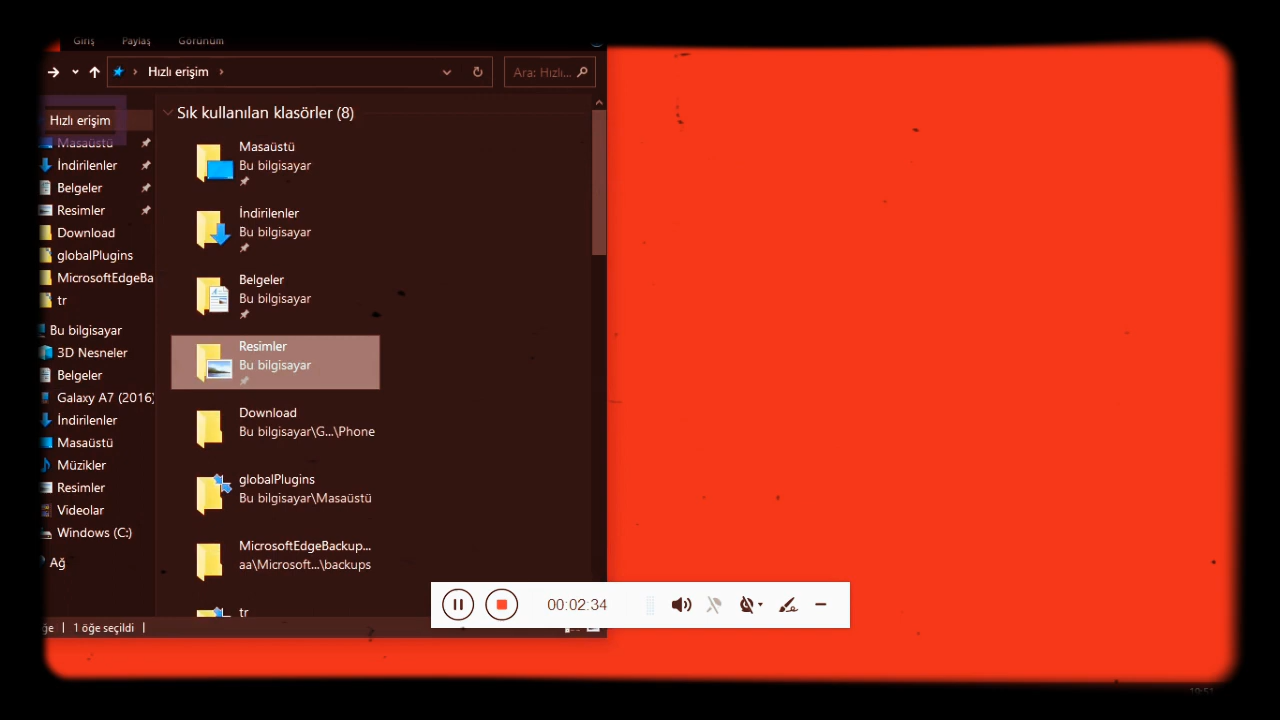 Giriş Paylaş Görünüm
Hızlı erişim
Ara: Hızlı...
Hızlı erişim
Masaüstü
İndirilenler
Belgeler
Resimler
Download
globalPlugins
MicrosoftEdgeBa
tr
Bu bilgisayar
3D Nesneler
Belgeler
Galaxy A7 (2016)
İndirilenler
Masaüstü
Müzikler
Resimler
Videolar
Windows (C:)
Ağ
Sık kullanılan klasörler (8)
Masaüstü
Bu bilgisayar
İndirilenler
Bu bilgisayar
Belgeler
Bu bilgisayar
Resimler
Bu bilgisayar
Download
Bu bilgisayar\G...\Phone
globalPlugins
Bu bilgisayar\Masaüstü
MicrosoftEdgeBackup...
aa\Microsoft...\backups
tr
00:02:34
ğe
1 öğe seçildi
19:51